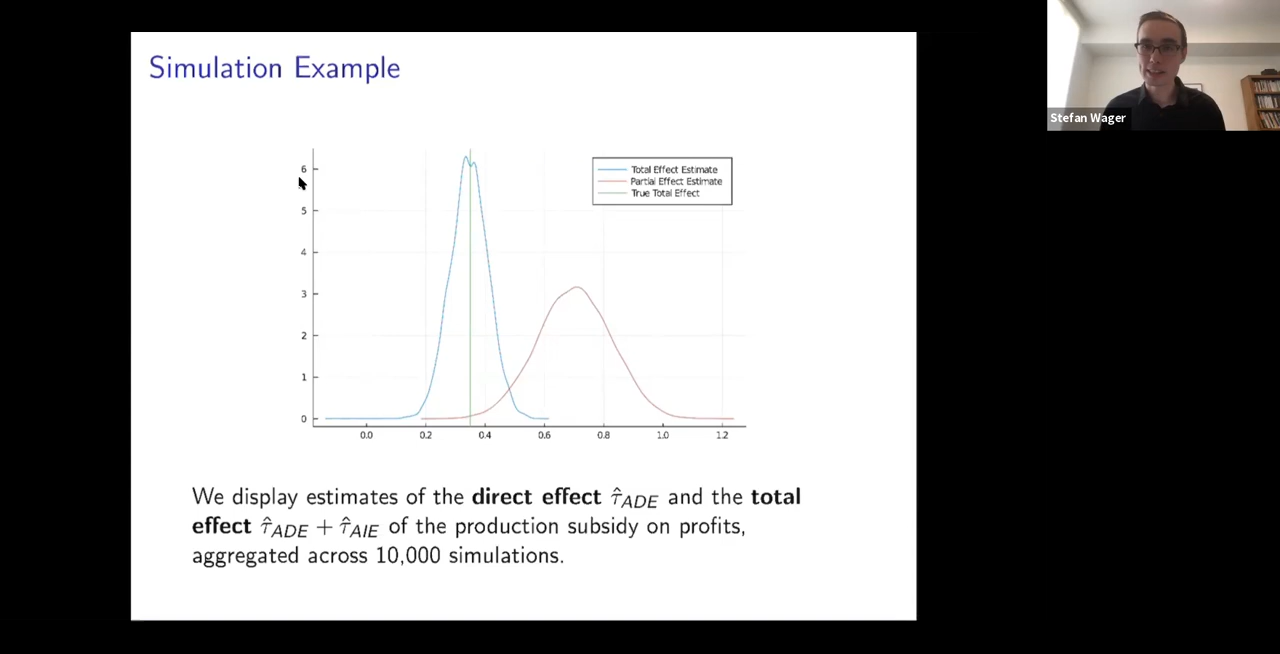 Simulation Example
Stefan Wager
6
5
4
3
2
1
0
0.0 0.2 0.4 0.6 0.8 1.0 1.2
Total Effect Estimate
Partial Effect Estimate
True Total Effect
We display estimates of the direct effect τ̂ADE and the total
effect τ̂ADE + τ̂AIE of the production subsidy on profits,
aggregated across 10,000 simulations.